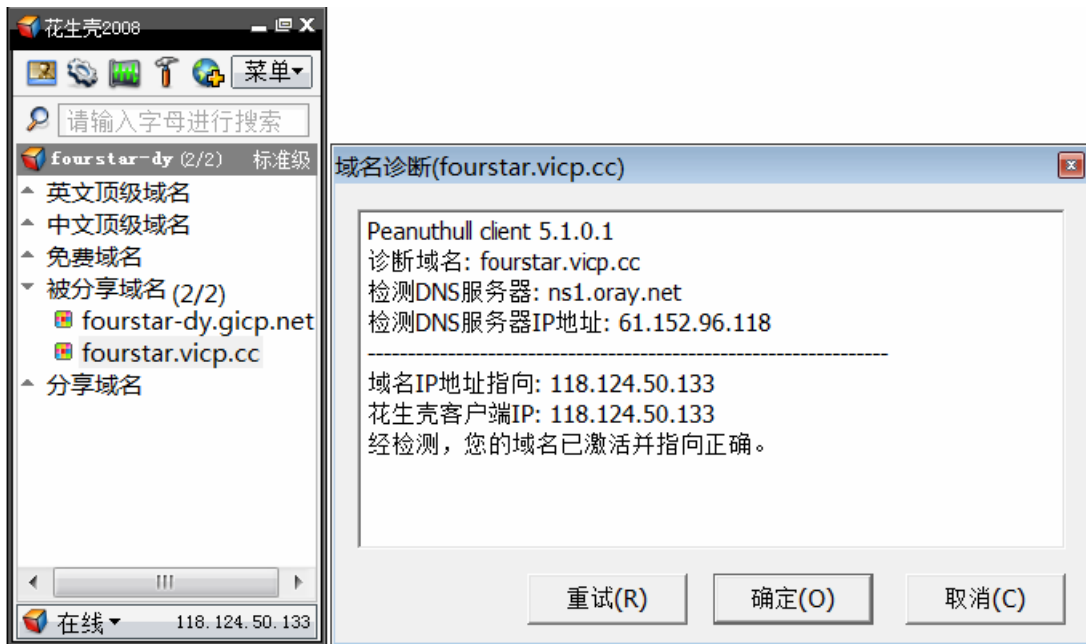 花生壳2008
菜单
请输入字母进行搜索
fourstar-dy (2/2) 标准级
英文顶级域名
中文顶级域名
免费域名
被分享域名 (2/2)
fourstar-dy.gicp.net
fourstar.vicp.cc
分享域名
在线 118.124.50.133
域名诊断(fourstar.vicp.cc)
Peanuthull client 5.1.0.1
诊断域名: fourstar.vicp.cc
检测DNS服务器: ns1.oray.net
检测DNS服务器IP地址: 61.152.96.118
-----------------------------------------------------------------
域名IP地址指向: 118.124.50.133
花生壳客户端IP: 118.124.50.133
经检测，您的域名已激活并指向正确。
重试(R) 确定(O) 取消(C)